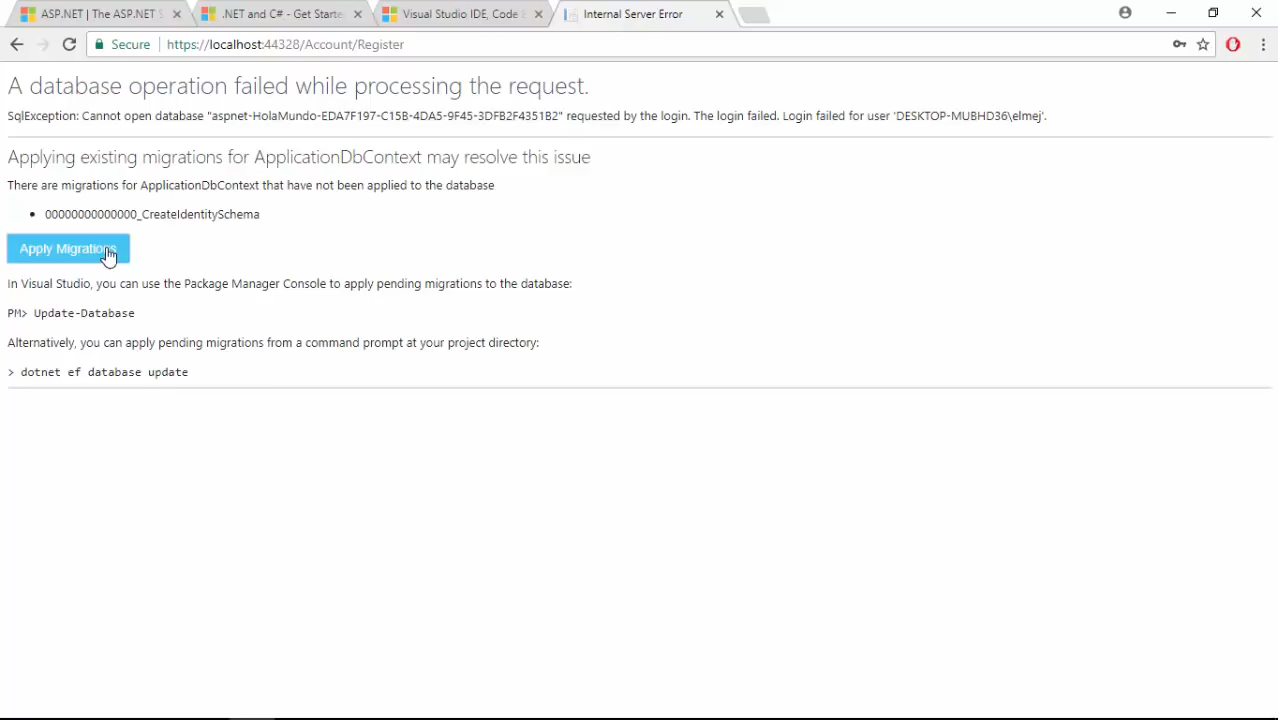 ASP.NET | The ASP.NET S
.NET and C# - Get Starte
Visual Studio IDE, Code E
Internal Server Error
Secure
https://localhost:44328/Account/Register
A database operation failed while processing the request.
SqlException: Cannot open database "aspnet-HolaMundo-EDA7F197-C15B-4DA5-9F45-3DFB2F4351B2" requested by the login. The login failed. Login failed for user 'DESKTOP-MUBHD36\elmej'.
Applying existing migrations for ApplicationDbContext may resolve this issue
There are migrations for ApplicationDbContext that have not been applied to the database
• 00000000000000_CreateIdentitySchema
Apply Migrations
In Visual Studio, you can use the Package Manager Console to apply pending migrations to the database:
PM> Update-Database
Alternatively, you can apply pending migrations from a command prompt at your project directory:
> dotnet ef database update